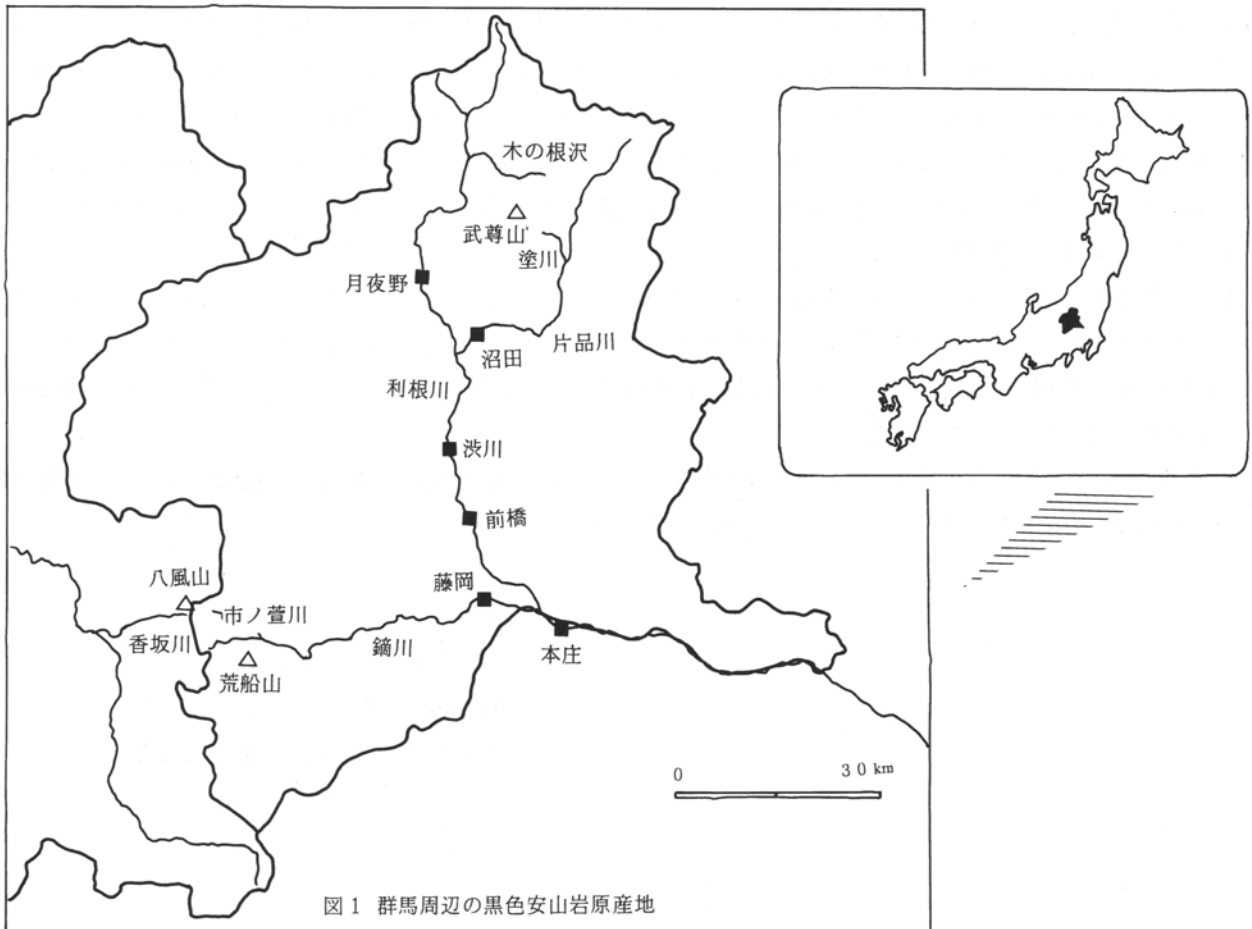 木の根沢
武尊山
塗川
月夜野
沼田
片品川
利根川
渋川
前橋
八風山
藤岡
市ノ萱川
香坂川
鏑川
本庄
荒船山
0 30 km
図1 群馬周辺の黒色安山岩原産地